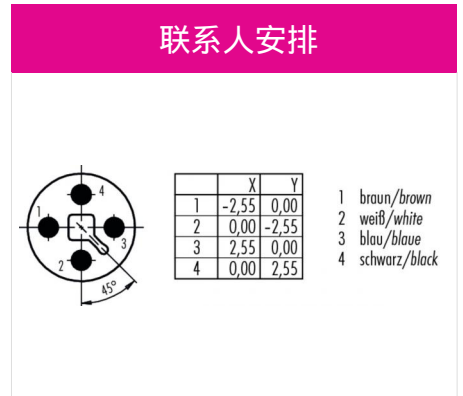 联系人安排
1
4
3
2
45°
X Y
1 -2,55 0,00
2 0,00 -2,55
3 2,55 0,00
4 0,00 2,55
1 braun/brown
2 weiß/white
3 blau/blaue
4 schwarz/black